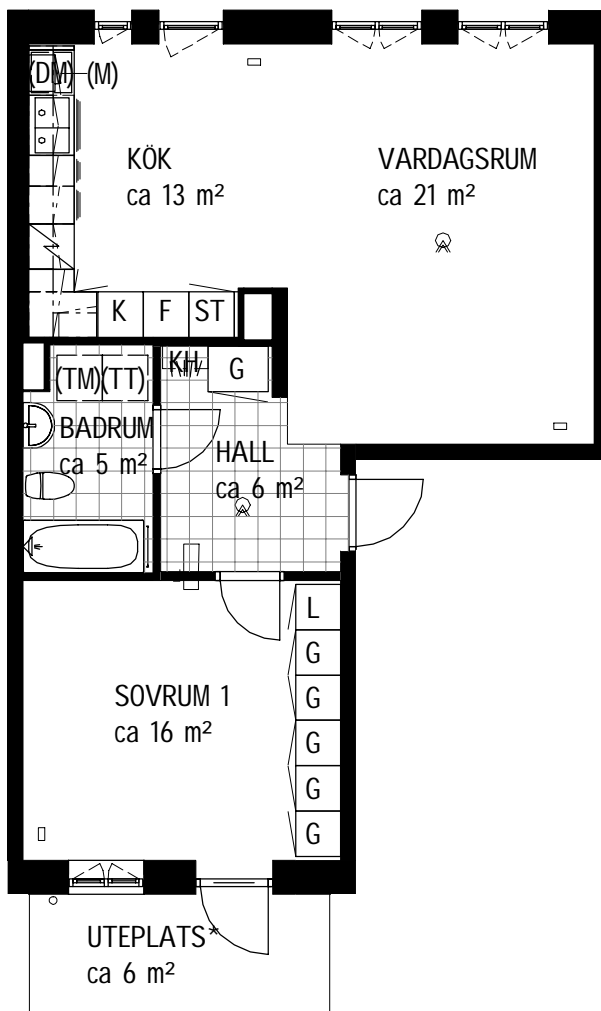 (DM) (M)
KÖK
ca 13 m²
VARDAGSRUM
ca 21 m²
K F ST
(TM) (TT)
KH
G
BADRUM
ca 5 m²
HALL
ca 6 m²
L
G
G
G
G
G
SOVRUM 1
ca 16 m²
UTEPLATS*
ca 6 m²